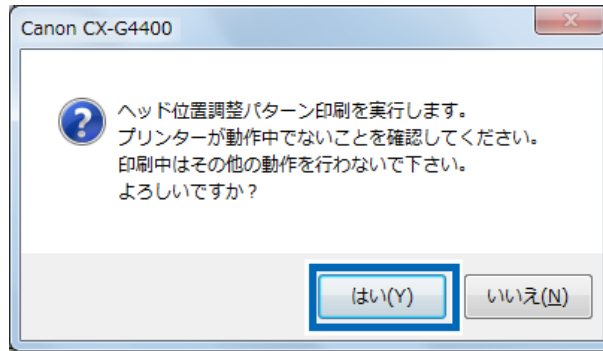 Canon CX-G4400
ヘッド位置調整パターン印刷を実行します。
プリンターが動作中でないことを確認してください。
印刷中はその他の動作を行わないで下さい。
よろしいですか？
はい(Y)
いいえ(N)